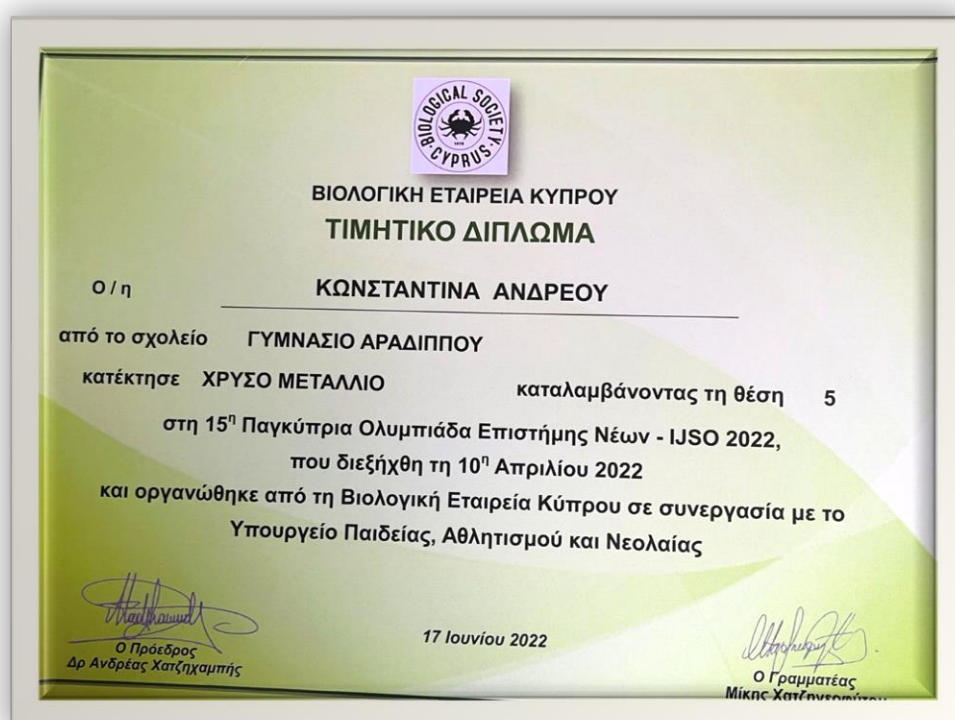 BIOLOGICAL SOCIETY
CYPRUS
ΒΙΟΛΟΓΙΚΗ ΕΤΑΙΡΕΙΑ ΚΥΠΡΟΥ
ΤΙΜΗΤΙΚΟ ΔΙΠΛΩΜΑ
Ο / η ΚΩΝΣΤΑΝΤΙΝΑ ΑΝΔΡΕΟΥ
από το σχολείο ΓΥΜΝΑΣΙΟ ΑΡΑΔΙΠΠΟΥ
κατέκτησε ΧΡΥΣΟ ΜΕΤΑΛΛΙΟ καταλαμβάνοντας τη θέση 5
στη 15η Παγκύπρια Ολυμπιάδα Επιστήμης Νέων - IJSO 2022,
που διεξήχθη τη 10η Απριλίου 2022
και οργανώθηκε από τη Βιολογική Εταιρεία Κύπρου σε συνεργασία με το
Υπουργείο Παιδείας, Αθλητισμού και Νεολαίας
17 Ιουνίου 2022
Ο Πρόεδρος
Δρ Ανδρέας Χατζηχαμπής
Ο Γραμματέας
Μίκης